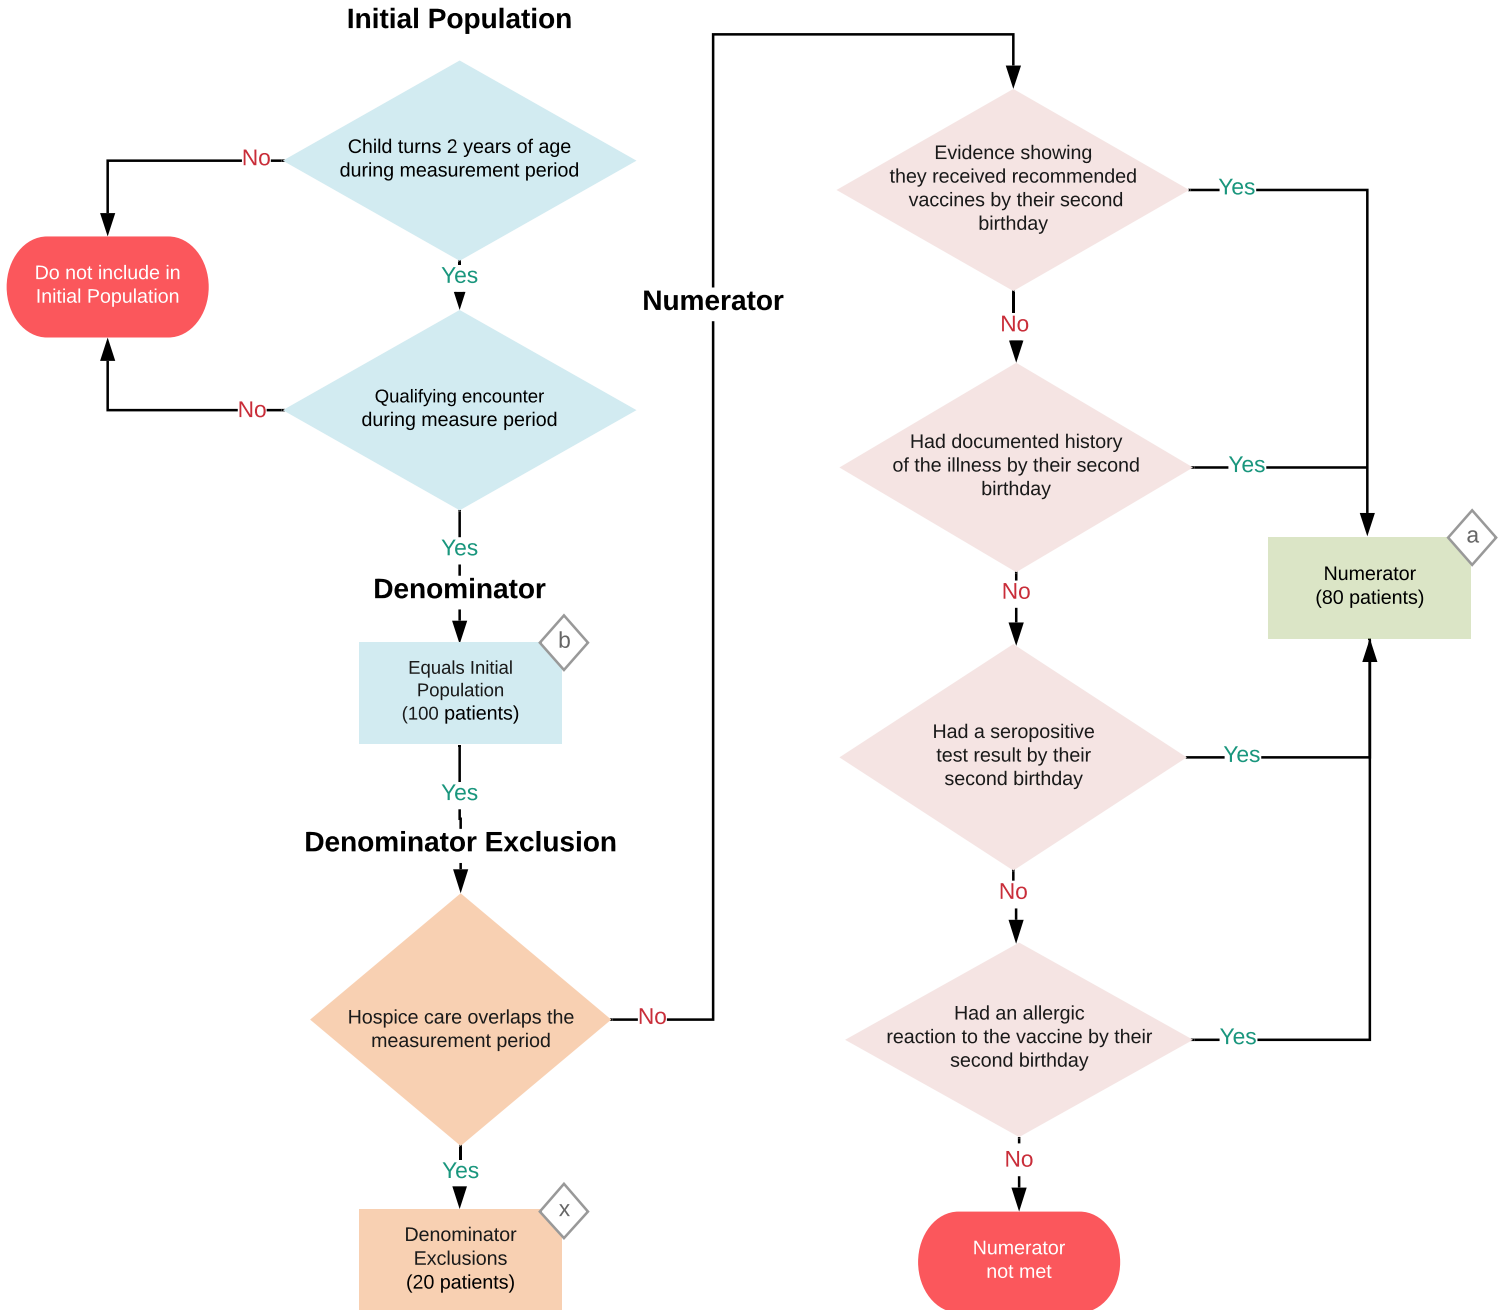 Initial Population
Child turns 2 years of age
during measurement period
No
Do not include in
Initial Population
Yes
Qualifying encounter
during measure period
No
Yes
Denominator
b
Equals Initial
Population
(100 patients)
Yes
Denominator Exclusion
Hospice care overlaps the
measurement period
No
Yes
x
Denominator
Exclusions
(20 patients)
Numerator
Evidence showing
they received recommended
vaccines by their second
birthday
Yes
No
Had documented history
of the illness by their second
birthday
Yes
No
a
Numerator
(80 patients)
Had a seropositive
test result by their
second birthday
Yes
No
Had an allergic
reaction to the vaccine by their
second birthday
Yes
No
Numerator
not met